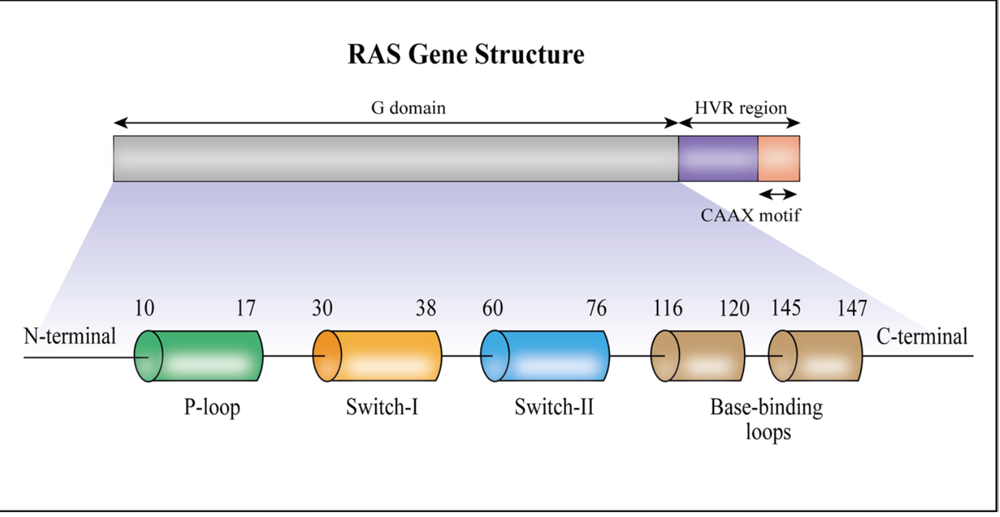 RAS Gene Structure
G domain
HVR region
CAAX motif
10 17 30 38 60 76 116 120 145 147
N-terminal
C-terminal
P-loop
Switch-I
Switch-II
Base-binding
loops